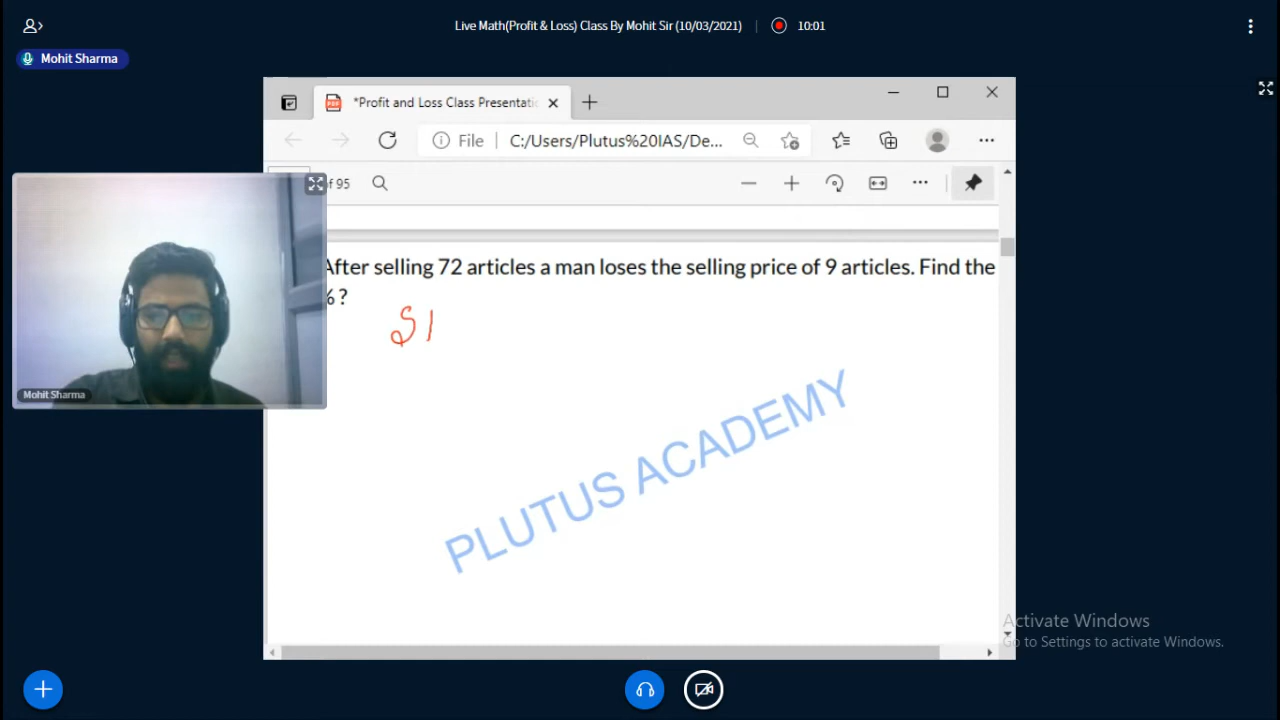 Live Math(Profit & Loss) Class By Mohit Sir (10/03/2021)
10:01
Mohit Sharma
*Profit and Loss Class Presentatic
File
C:/Users/Plutus%20IAS/De...
of 95
After selling 72 articles a man loses the selling price of 9 articles. Find the
% ?
PLUTUS ACADEMY
Mohit Sharma
Activate Windows
Go to Settings to activate Windows.